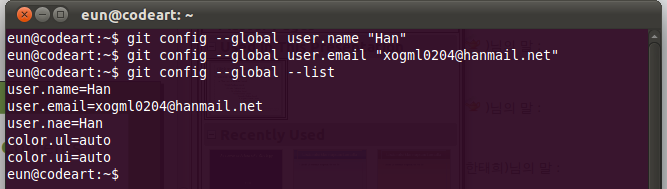 eun@codeart: ~
eun@codeart:~$ git config --global user.name "Han"
eun@codeart:~$ git config --global user.email "xogml0204@hanmail.net"
eun@codeart:~$ git config --global --list
user.name=Han
user.email=xogml0204@hanmail.net
user.nae=Han
color.ul=auto
color.ui=auto
eun@codeart:~$
Recently Used